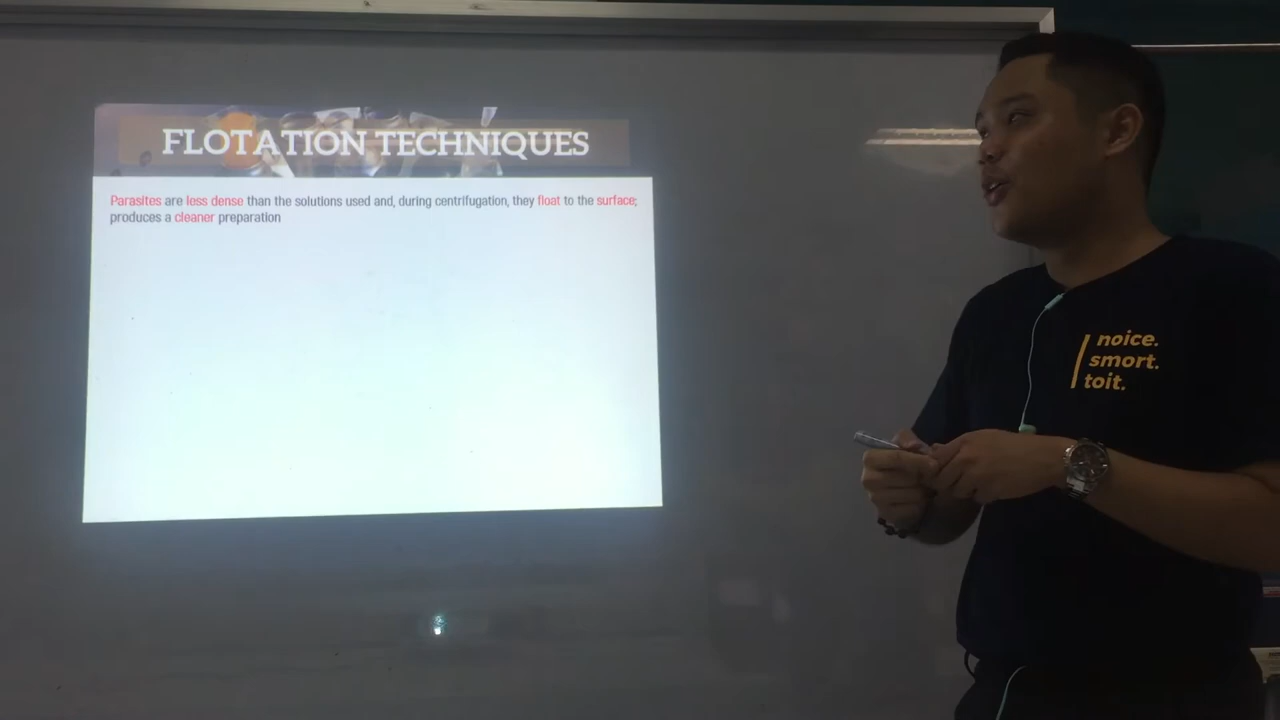 FLOTATION TECHNIQUES
Parasites are less dense than the solutions used and, during centrifugation, they float to the surface;
produces a cleaner preparation
noice.
smort.
toit.